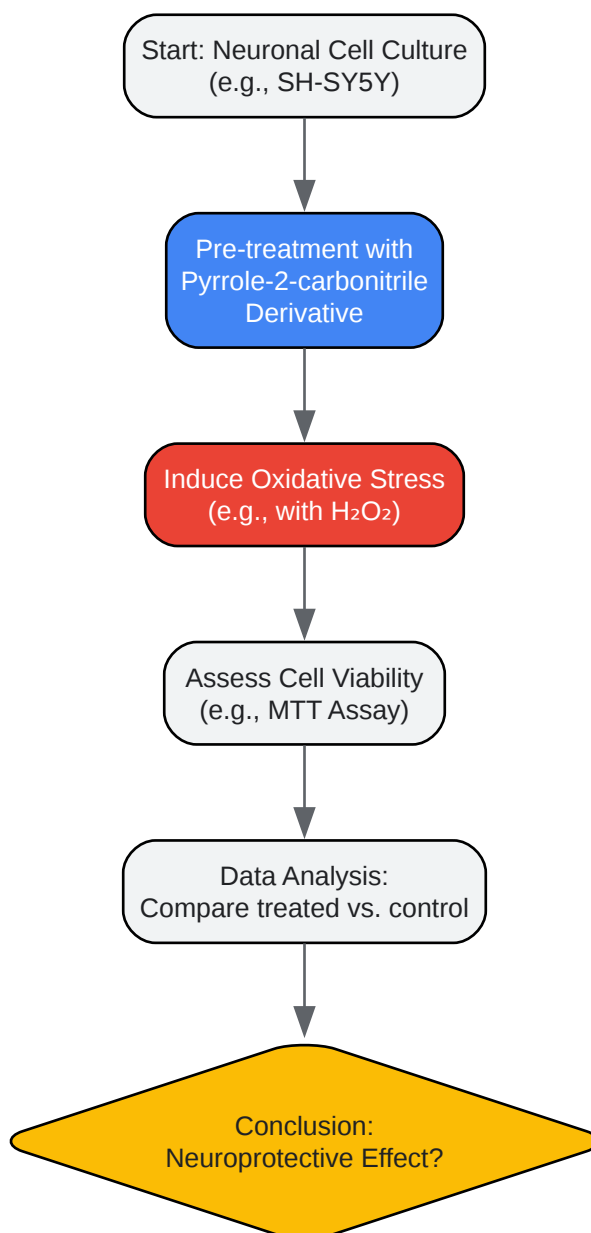 Start: Neuronal Cell Culture
(e.g., SH-SY5Y)
Pre-treatment with
Pyrrole-2-carbonitrile
Derivative
Induce Oxidative Stress
(e.g., with H₂O₂)
Assess Cell Viability
(e.g., MTT Assay)
Data Analysis:
Compare treated vs. control
Conclusion:
Neuroprotective Effect?